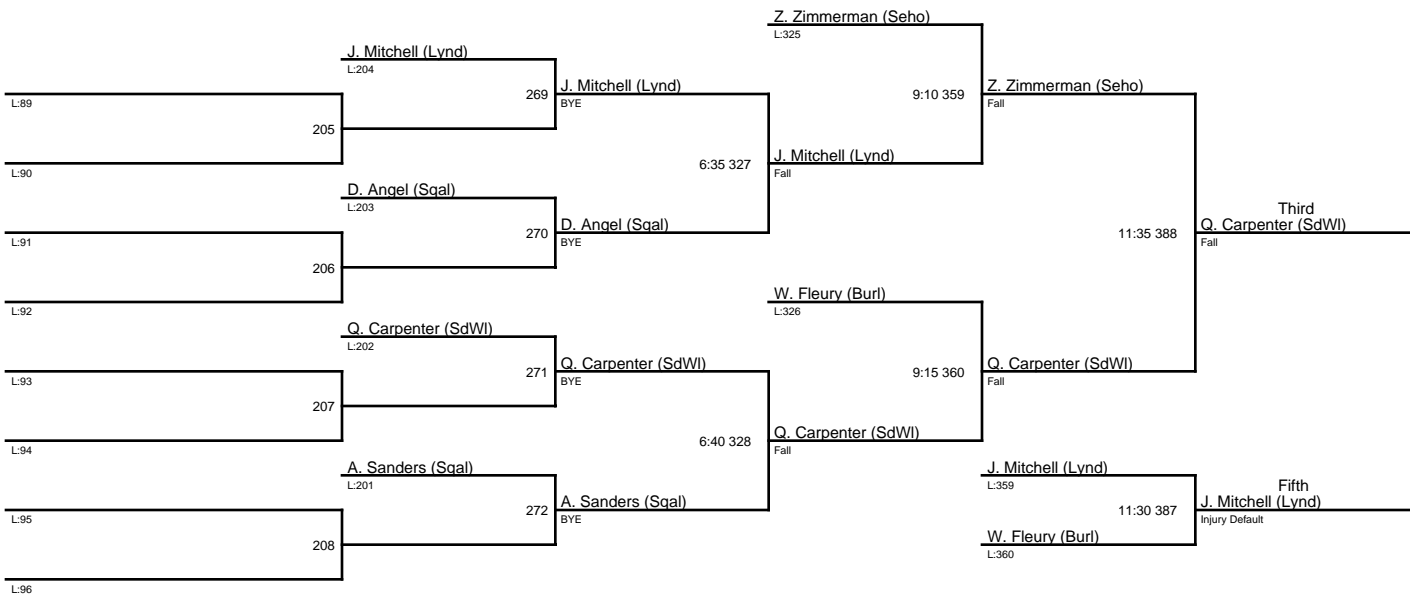 Z. Zimmerman (Seho)
L:325
J. Mitchell (Lynd)
L:204
269
J. Mitchell (Lynd)
BYE
9:10 359
Z. Zimmerman (Seho)
Fall
L:89
205
L:90
6:35 327
J. Mitchell (Lynd)
Fall
D. Angel (Sqal)
L:203
270
D. Angel (Sqal)
BYE
L:91
206
L:92
11:35 388
Third
Q. Carpenter (SdWl)
Fall
W. Fleury (Burl)
L:326
Q. Carpenter (SdWl)
L:202
271
Q. Carpenter (SdWl)
BYE
9:15 360
Q. Carpenter (SdWl)
Fall
L:93
207
L:94
6:40 328
Q. Carpenter (SdWl)
Fall
A. Sanders (Sqal)
L:201
272
A. Sanders (Sqal)
BYE
L:95
208
L:96
J. Mitchell (Lynd)
L:359
11:30 387
Fifth
J. Mitchell (Lynd)
Injury Default
W. Fleury (Burl)
L:360